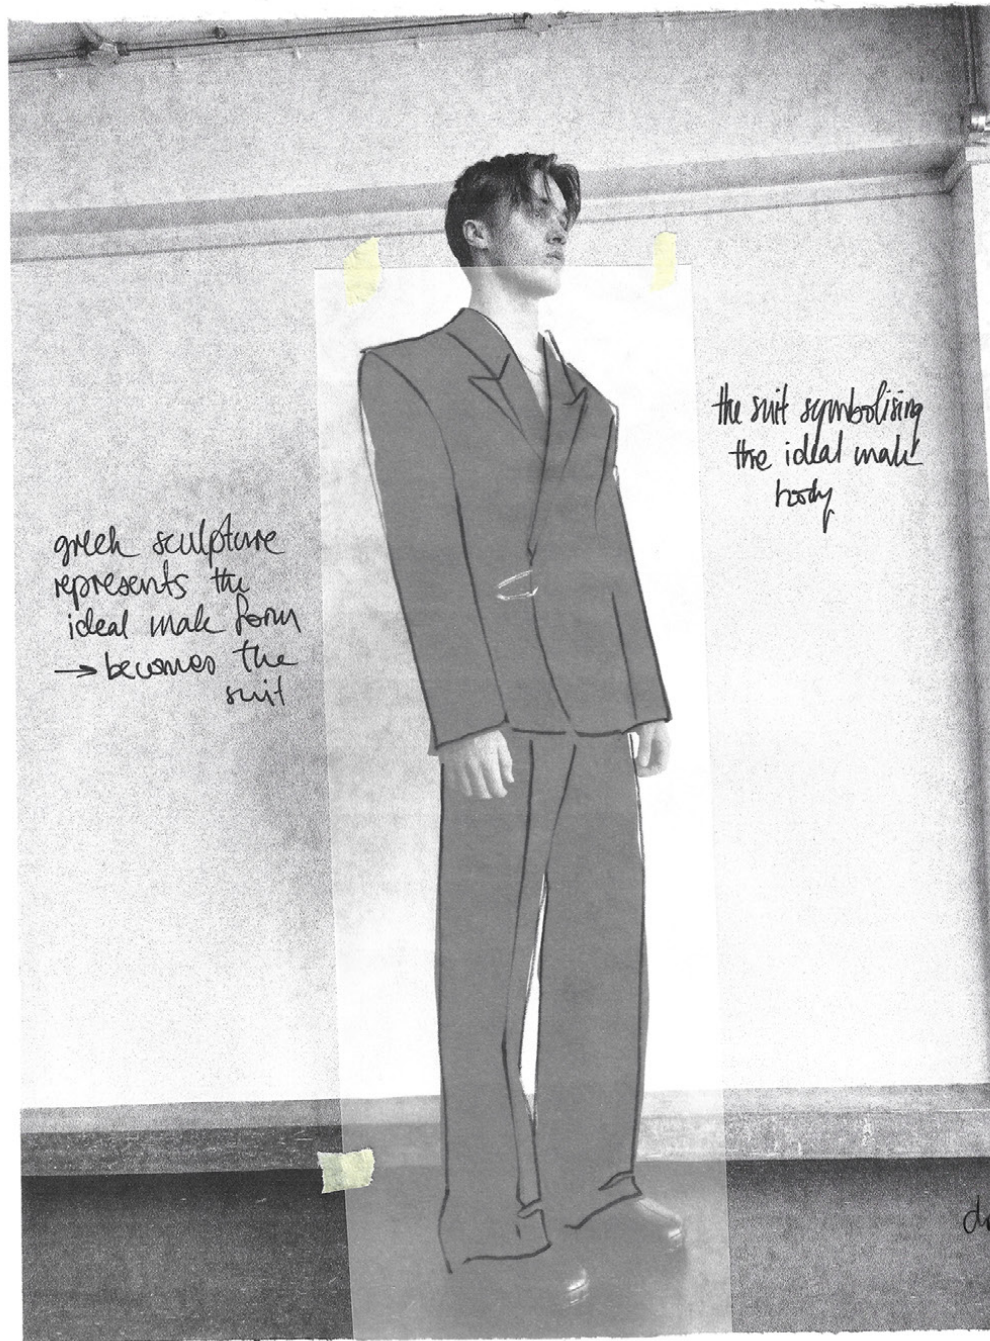 greek sculpture
represents the
ideal male form
→ becomes the
suit
the suit symbolising
the ideal male
body